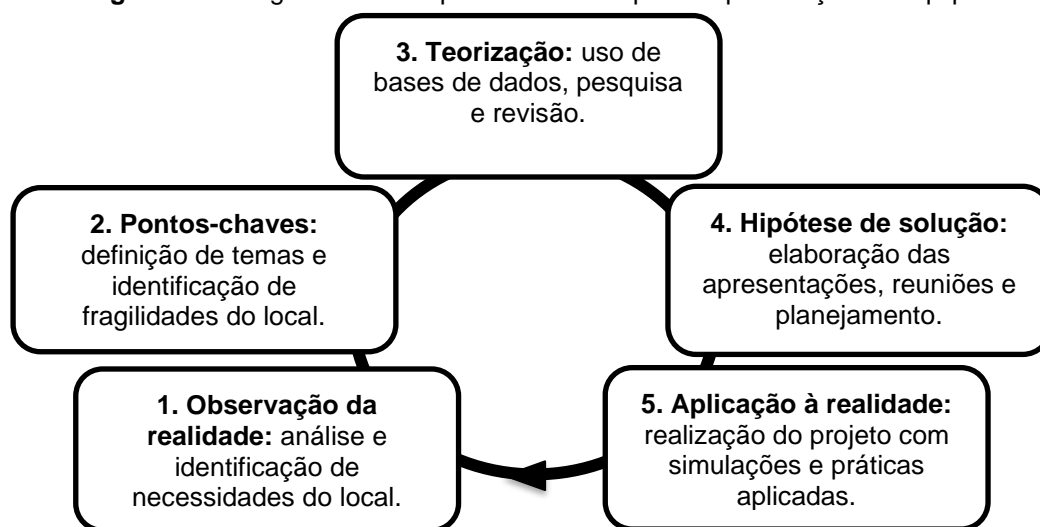 3. Teorização: uso de
bases de dados, pesquisa
e revisão.
2. Pontos-chaves:
definição de temas e
identificação de
fragilidades do local.
4. Hipótese de solução:
elaboração das
apresentações, reuniões e
planejamento.
1. Observação da
realidade: análise e
identificação de
necessidades do local.
5. Aplicação à realidade:
realização do projeto com
simulações e práticas
aplicadas.